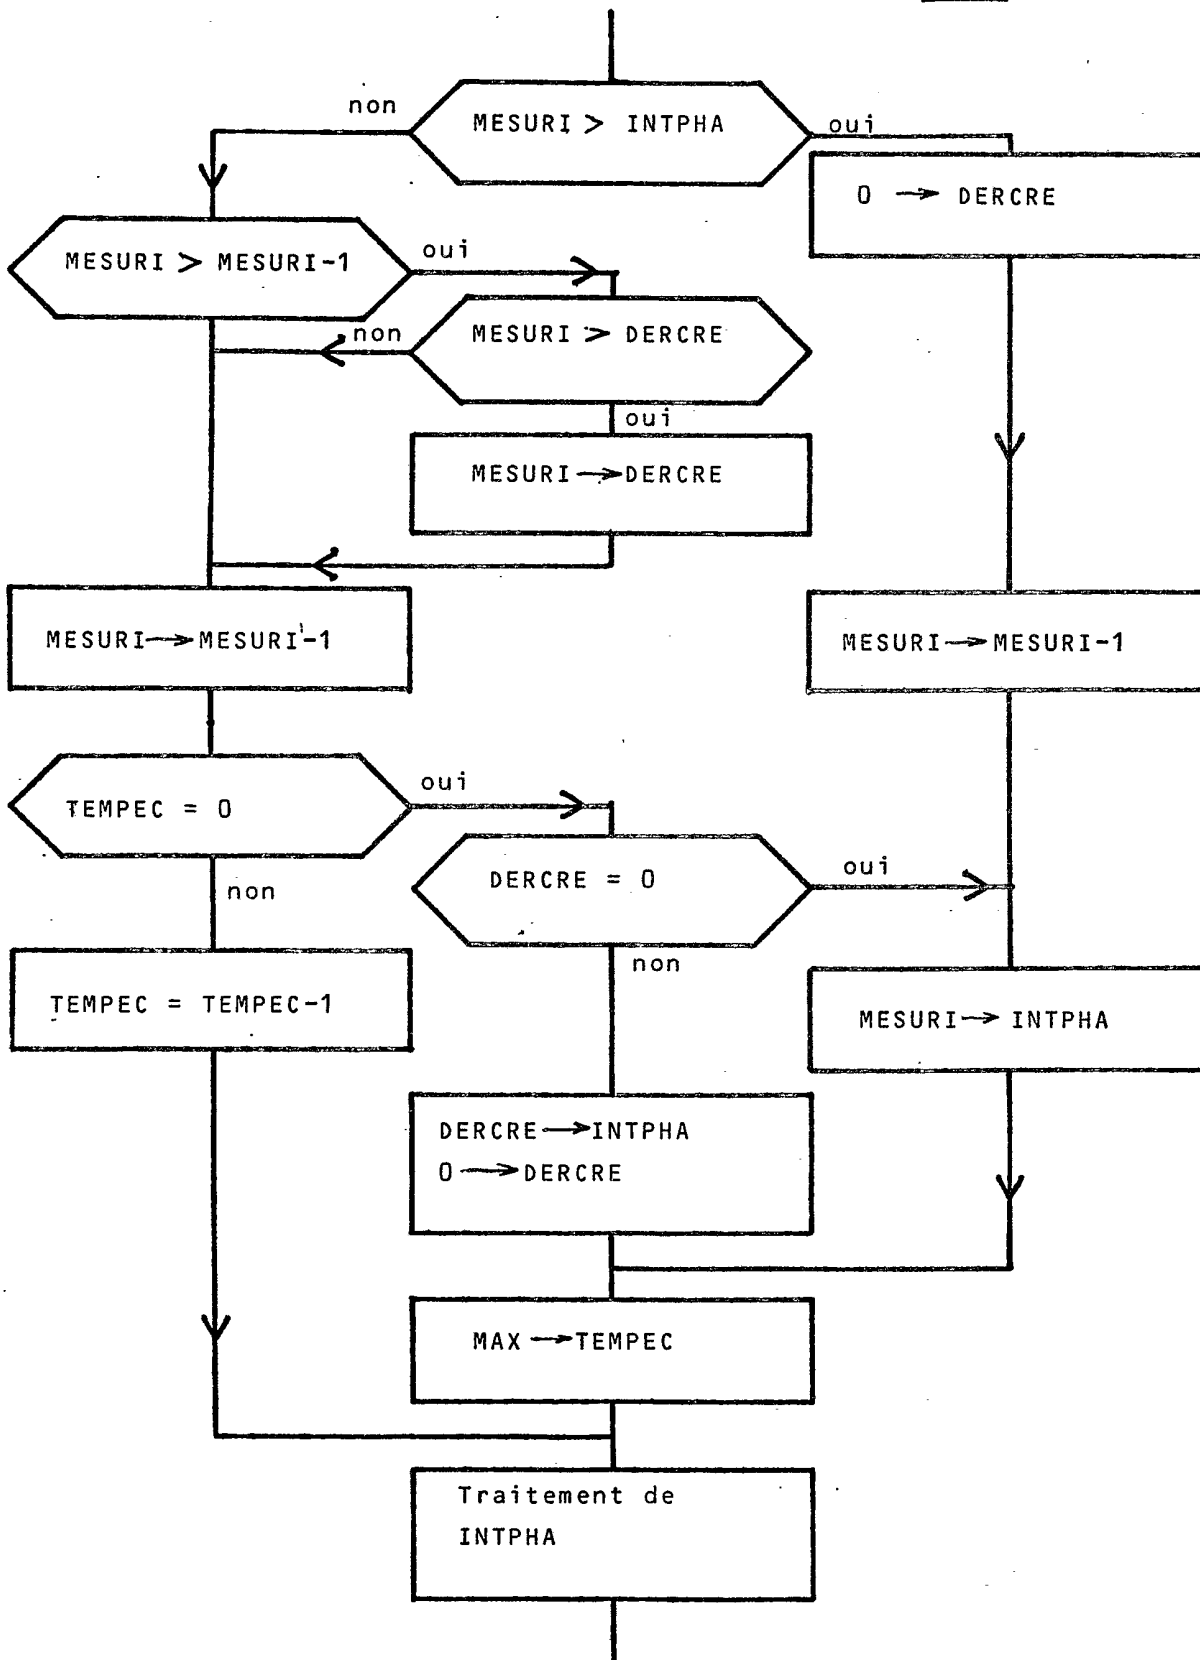 non
MESURI > INTPHA
oui
0 → DERCRE
MESURI > MESURI-1
oui
non
MESURI > DERCRE
oui
MESURI → DERCRE
MESURI → MESURI-1
MESURI → MESURI-1
TEMPEC = 0
oui
non
DERCRE = 0
oui
non
TEMPEC = TEMPEC-1
MESURI → INTPHA
DERCRE → INTPHA
0 → DERCRE
MAX → TEMPEC
Traitement de
INTPHA